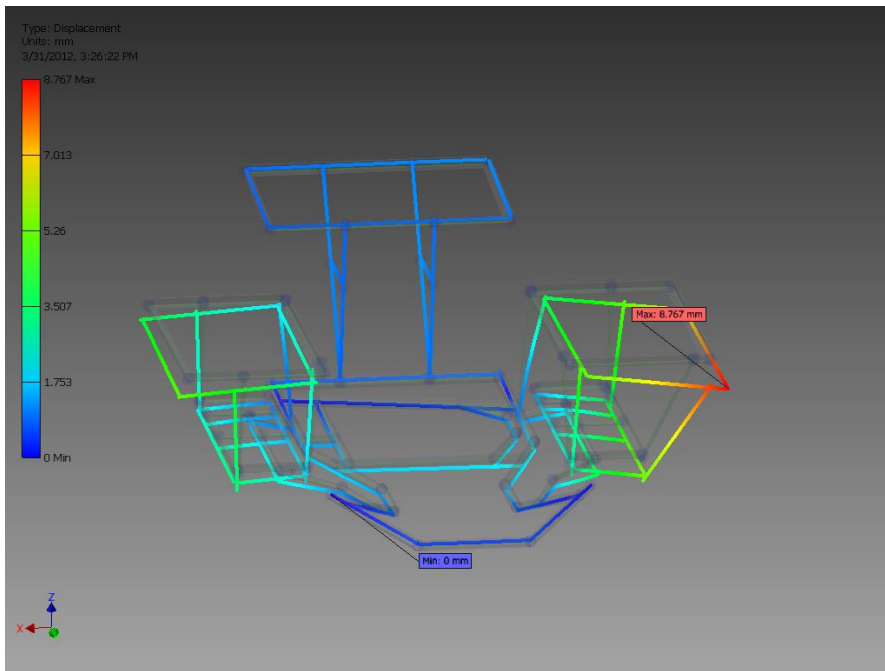 Type: Displacement
Units: mm
3/31/2012, 3:26:22 PM
8.767 Max
7.013
5.26
3.507
1.753
0 Min
Max: 8.767 mm
Min: 0 mm
Z
X